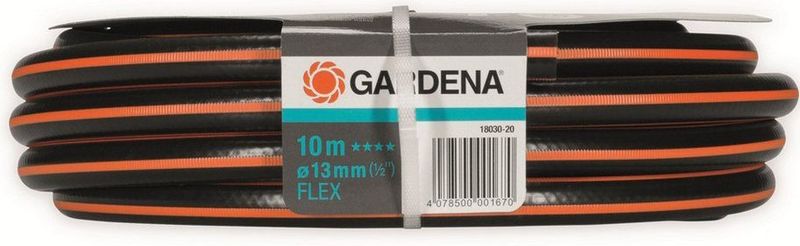 GARDENA
18030-20
10m ★★★★
ø13mm (½")
FLEX
4 078500 001670